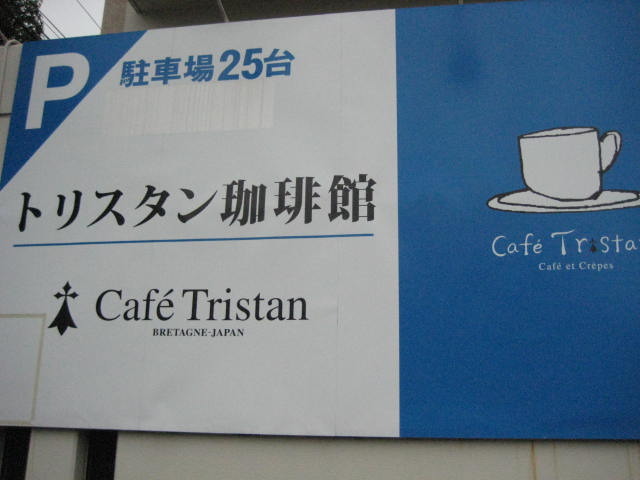 P
駐車場25台
トリスタン珈琲館
Café Tristan
BRETAGNE-JAPAN
Café Trista
Café et Crêpes